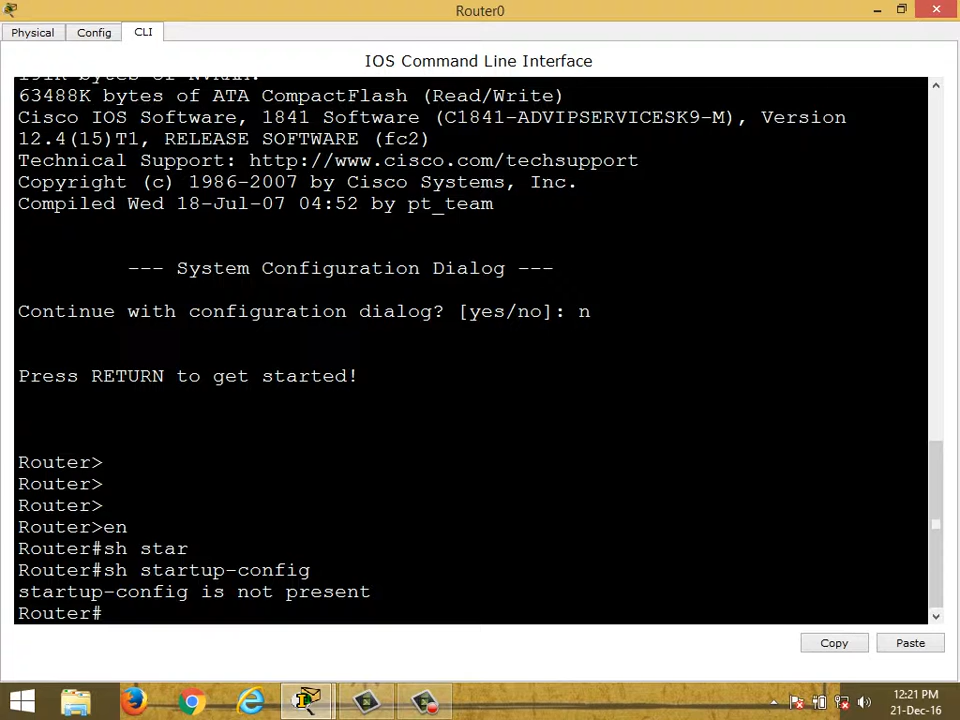 Router0
Physical
Config
CLI
IOS Command Line Interface
191K bytes of NVRAM.
63488K bytes of ATA CompactFlash (Read/Write)
Cisco IOS Software, 1841 Software (C1841-ADVIPSERVICESK9-M), Version
12.4(15)T1, RELEASE SOFTWARE (fc2)
Technical Support: http://www.cisco.com/techsupport
Copyright (c) 1986-2007 by Cisco Systems, Inc.
Compiled Wed 18-Jul-07 04:52 by pt_team
--- System Configuration Dialog ---
Continue with configuration dialog? [yes/no]: n
Press RETURN to get started!
Router>
Router>
Router>
Router>en
Router#sh star
Router#sh startup-config
startup-config is not present
Router#
Copy
Paste
12:21 PM
21-Dec-16